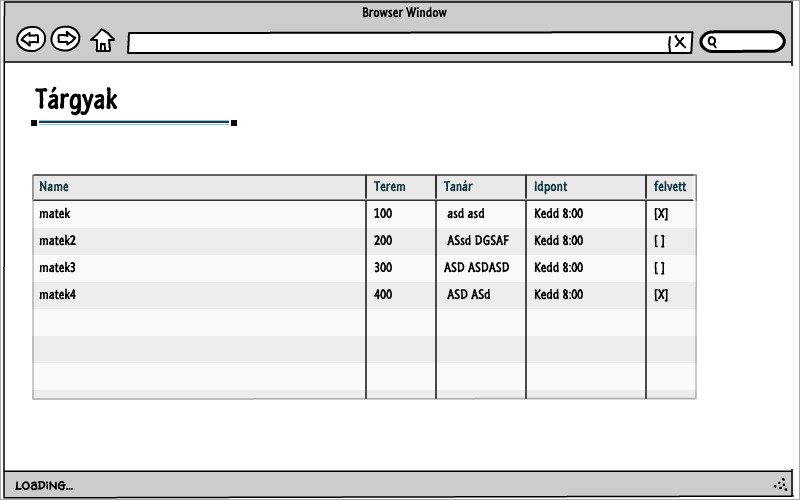 Browser Window
Tárgyak
Name Terem Tanár Idpont felvett
matek 100 asd asd Kedd 8:00 [X]
matek2 200 ASsd DGSAF Kedd 8:00 [ ]
matek3 300 ASD ASDASD Kedd 8:00 [ ]
matek4 400 ASD ASd Kedd 8:00 [X]
LOADING...